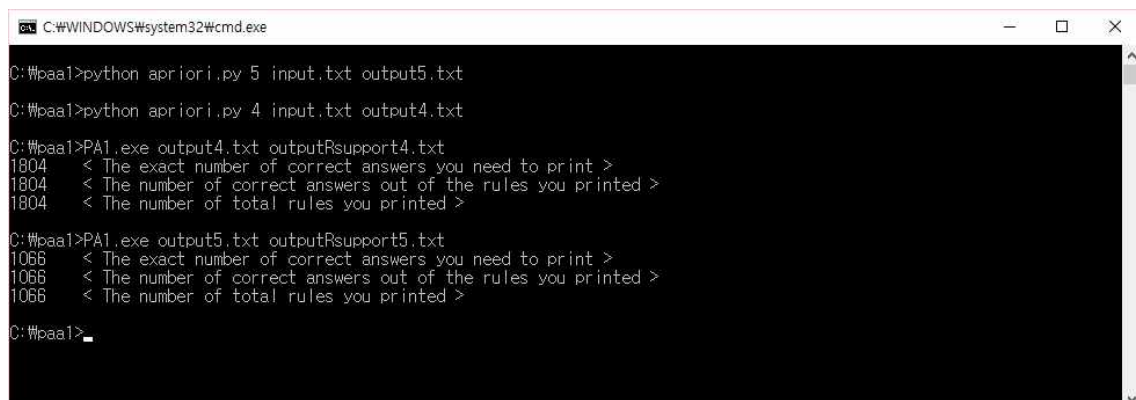 C:₩WINDOWS₩system32₩cmd.exe
C:₩paa1>python apriori.py 5 input.txt output5.txt
C:₩paa1>python apriori.py 4 input.txt output4.txt
C:₩paa1>PA1.exe output4.txt outputRsupport4.txt
1804 < The exact number of correct answers you need to print >
1804 < The number of correct answers out of the rules you printed >
1804 < The number of total rules you printed >
C:₩paa1>PA1.exe output5.txt outputRsupport5.txt
1066 < The exact number of correct answers you need to print >
1066 < The number of correct answers out of the rules you printed >
1066 < The number of total rules you printed >
C:₩paa1>